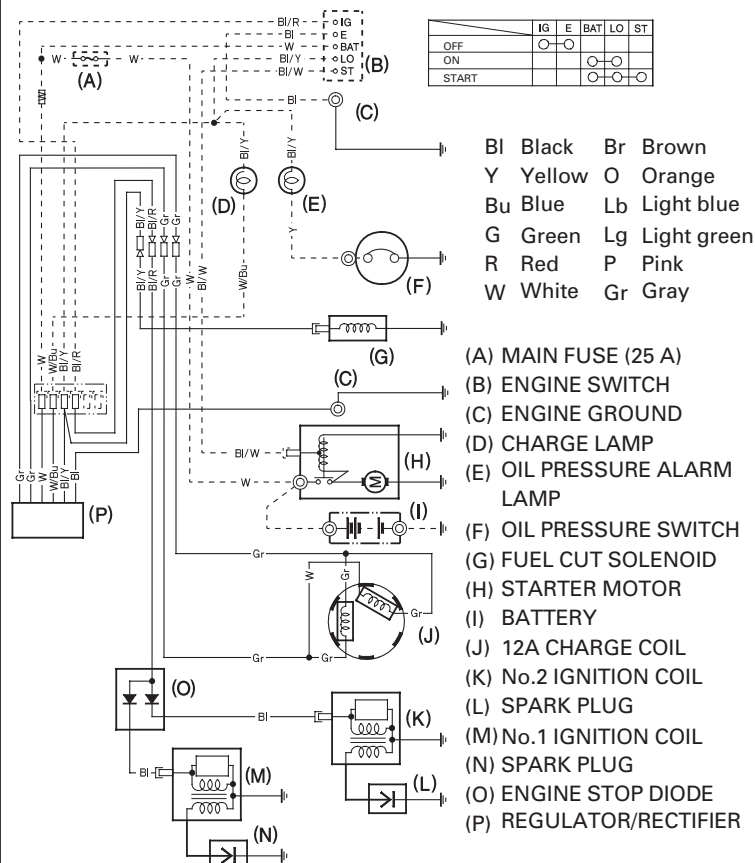 Bl/R IG
Bl E
W BAT
Bl/Y LO
Bl/W ST
(B)
W W
(A)
W
IG E BAT LO ST
OFF
ON
START
Bl
(C)
Bl/Y Bl/Y
(D) (E)
Bl Black Br Brown
Y Yellow O Orange
Bu Blue Lb Light blue
G Green Lg Light green
R Red P Pink
W White Gr Gray
Bl/Y Bl/R Gr Gr
Bl/Y Bl/R Gr Gr
W Bl/W W/Bu Y
(F)
(G)
W W/Bu Bl/Y Bl/R
(C)
Bl/W
(H)
W
M
(I)
Gr Gr W W/Bu Bl/Y Bl
(P)
Gr
W Gr
Gr
(J)
Gr Gr
(O)
Bl
(K)
Bl
(M)
(L)
(N)
(A) MAIN FUSE (25 A)
(B) ENGINE SWITCH
(C) ENGINE GROUND
(D) CHARGE LAMP
(E) OIL PRESSURE ALARM
LAMP
(F) OIL PRESSURE SWITCH
(G) FUEL CUT SOLENOID
(H) STARTER MOTOR
(I) BATTERY
(J) 12A CHARGE COIL
(K) No.2 IGNITION COIL
(L) SPARK PLUG
(M) No.1 IGNITION COIL
(N) SPARK PLUG
(O) ENGINE STOP DIODE
(P) REGULATOR/RECTIFIER